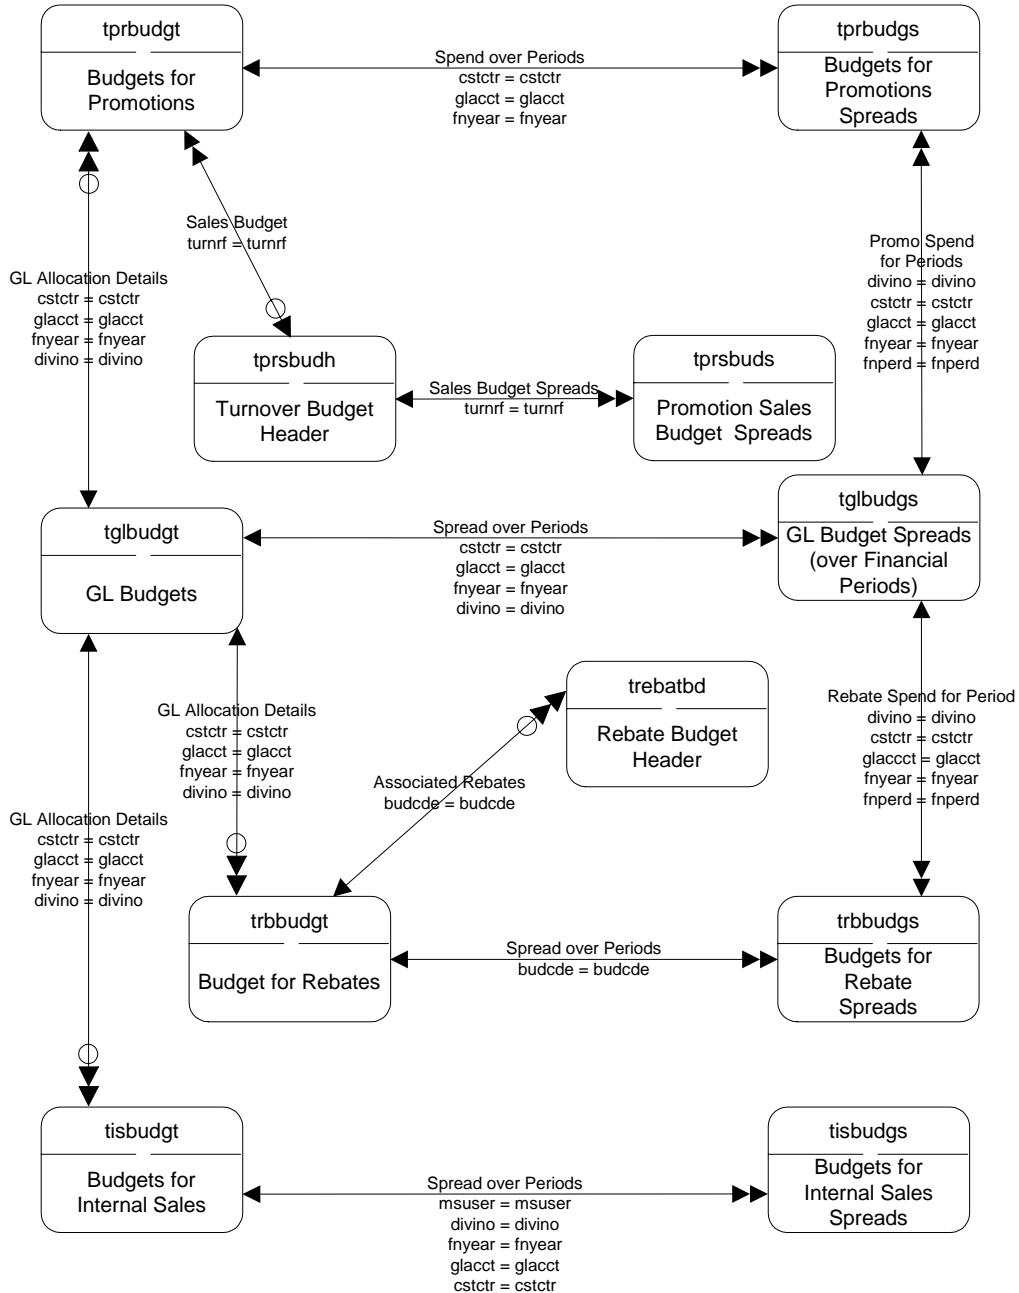 tprbudgt
Budgets for
Promotions
Spend over Periods
cstctr = cstctr
glacct = glacct
fnyear = fnyear
tprbudgs
Budgets for
Promotions
Spreads
Sales Budget
turnrf = turnrf
GL Allocation Details
cstctr = cstctr
glacct = glacct
fnyear = fnyear
divino = divino
Promo Spend
for Periods
divino = divino
cstctr = cstctr
glacct = glacct
fnyear = fnyear
fnperd = fnperd
tprsbudh
Turnover Budget
Header
Sales Budget Spreads
turnrf = turnrf
tprsbuds
Promotion Sales
Budget Spreads
tglbudgt
GL Budgets
Spread over Periods
cstctr = cstctr
glacct = glacct
fnyear = fnyear
divino = divino
tglbudgs
GL Budget Spreads
(over Financial
Periods)
GL Allocation Details
cstctr = cstctr
glacct = glacct
fnyear = fnyear
divino = divino
trebatbd
Rebate Budget
Header
Associated Rebates
budcde = budcde
Rebate Spend for Period
divino = divino
cstctr = cstctr
glaccct = glacct
fnyear = fnyear
fnperd = fnperd
GL Allocation Details
cstctr = cstctr
glacct = glacct
fnyear = fnyear
divino = divino
trbbudgt
Budget for Rebates
Spread over Periods
budcde = budcde
trbbudgs
Budgets for
Rebate
Spreads
tisbudgt
Budgets for
Internal Sales
Spread over Periods
msuser = msuser
divino = divino
fnyear = fnyear
glacct = glacct
cstctr = cstctr
tisbudgs
Budgets for
Internal Sales
Spreads